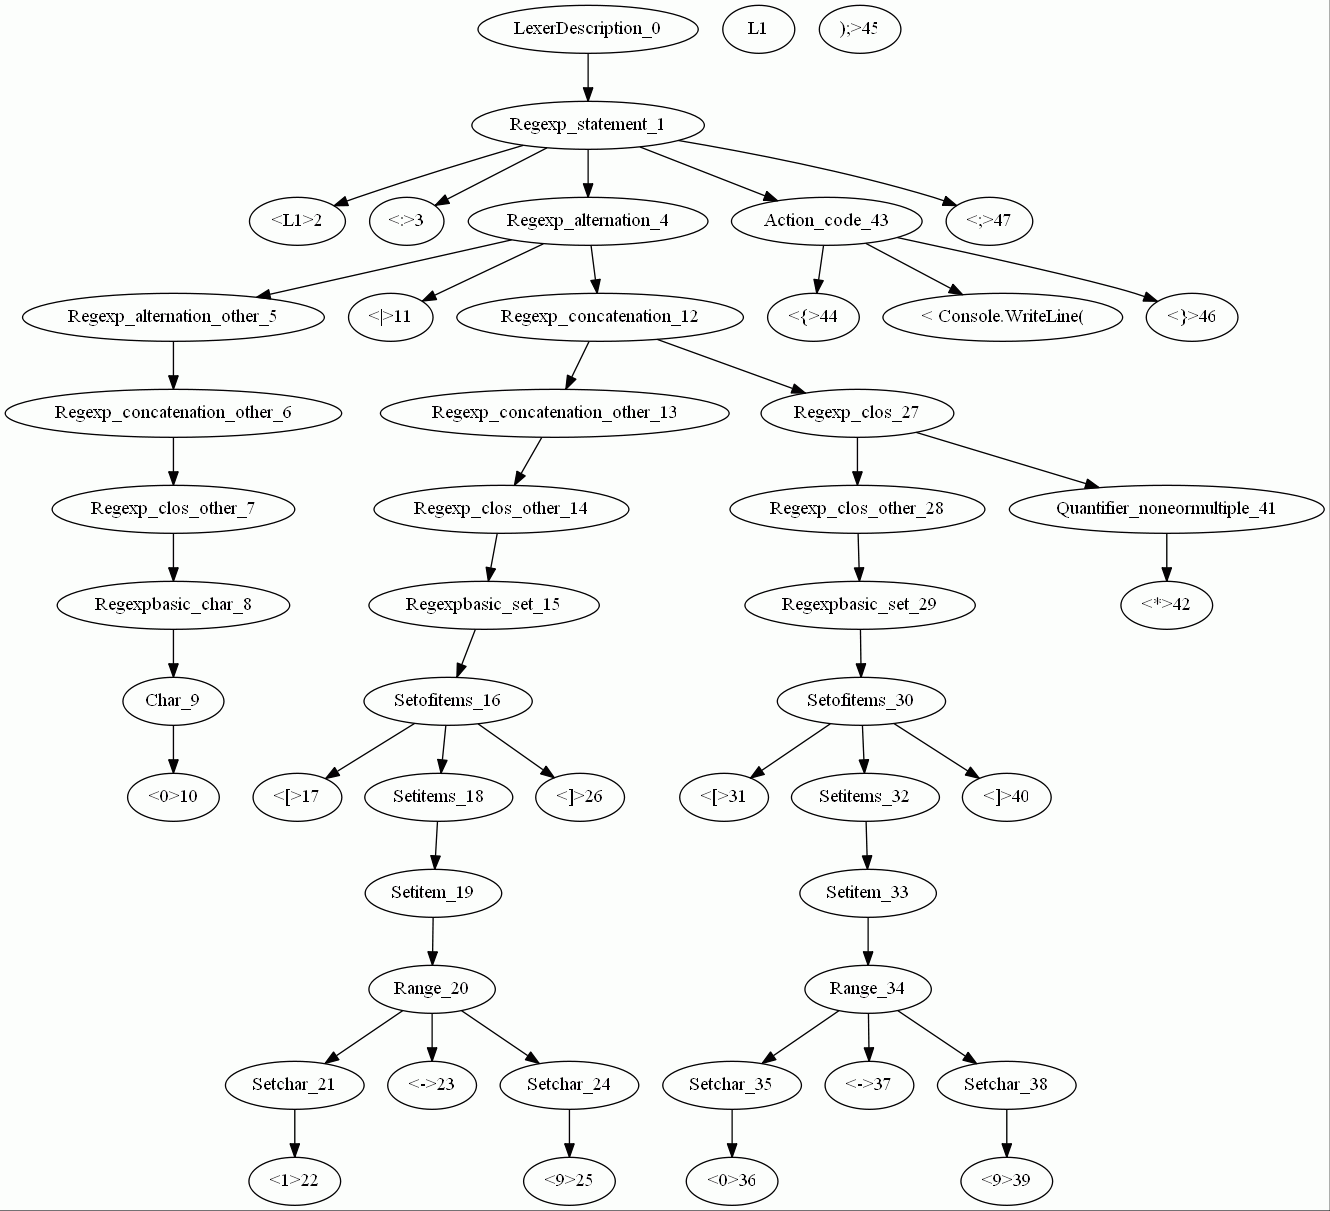 LexerDescription_0
L1
);>45
Regexp_statement_1
<L1>2
<:>3
Regexp_alternation_4
Action_code_43
<;>47
Regexp_alternation_other_5
<|>11
Regexp_concatenation_12
<{>44
< Console.WriteLine(
<}>46
Regexp_concatenation_other_6
Regexp_concatenation_other_13
Regexp_clos_27
Regexp_clos_other_7
Regexp_clos_other_14
Regexp_clos_other_28
Quantifier_noneormultiple_41
Regexpbasic_char_8
Regexpbasic_set_15
Regexpbasic_set_29
<*>42
Char_9
Setofitems_16
Setofitems_30
<0>10
<[>17
Setitems_18
<]>26
<[>31
Setitems_32
<]>40
Setitem_19
Setitem_33
Range_20
Range_34
Setchar_21
<->23
Setchar_24
Setchar_35
<->37
Setchar_38
<1>22
<9>25
<0>36
<9>39